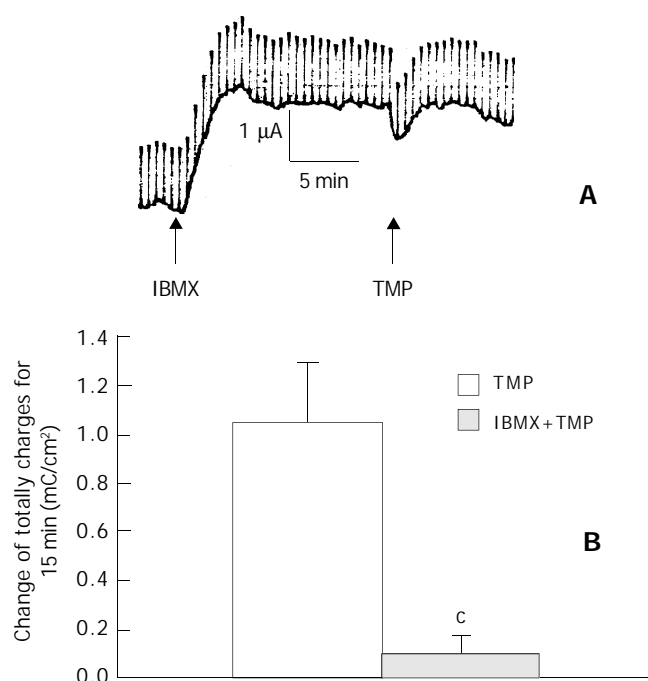 1 μA
5 min
A
IBMX
TMP
Change of totally charges for
15 min (mC/cm²)
1.4
1.2
1.0
0.8
0.6
0.4
0.2
0.0
TMP
IBMX+TMP
B
c